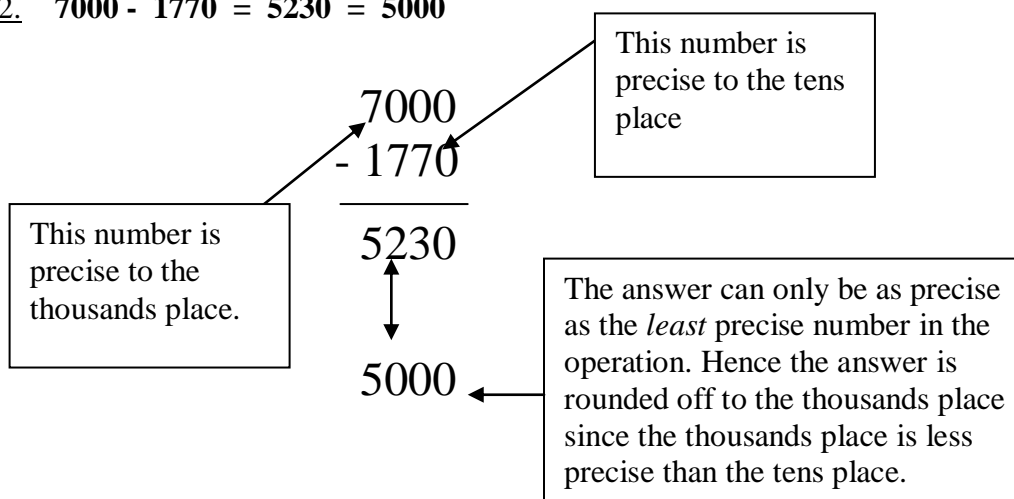 2. 7000 - 1770 = 5230 = 5000
This number is
precise to the tens
place
7000
- 1770
This number is
precise to the
thousands place.
5230
5000
The answer can only be as precise
as the least precise number in the
operation. Hence the answer is
rounded off to the thousands place
since the thousands place is less
precise than the tens place.